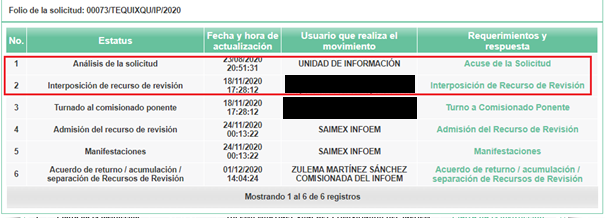 Folio de la solicitud: 00073/TEQUIXQU/IP/2020
No. Estatus Fecha y hora de actualización Usuario que realiza el movimiento Requerimientos y respuesta
1 Análisis de la solicitud 23/08/2020 20:51:31 UNIDAD DE INFORMACIÓN Acuse de la Solicitud
2 Interposición de recurso de revisión 18/11/2020 17:28:12 Interposición de Recurso de Revisión
3 Turnado al comisionado ponente 18/11/2020 17:28:12 Turno a Comisionado Ponente
4 Admisión del recurso de revisión 24/11/2020 00:13:22 SAIMEX INFOEM Admisión del Recurso de Revisión
5 Manifestaciones 24/11/2020 00:13:22 SAIMEX INFOEM Manifestaciones
6 Acuerdo de returno / acumulación / separación de Recursos de Revisión 01/12/2020 14:04:24 ZULEMA MARTÍNEZ SÁNCHEZ COMISIONADA DEL INFOEM Acuerdo de returno / acumulación / separación de Recursos de Revisión
Mostrando 1 al 6 de 6 registros